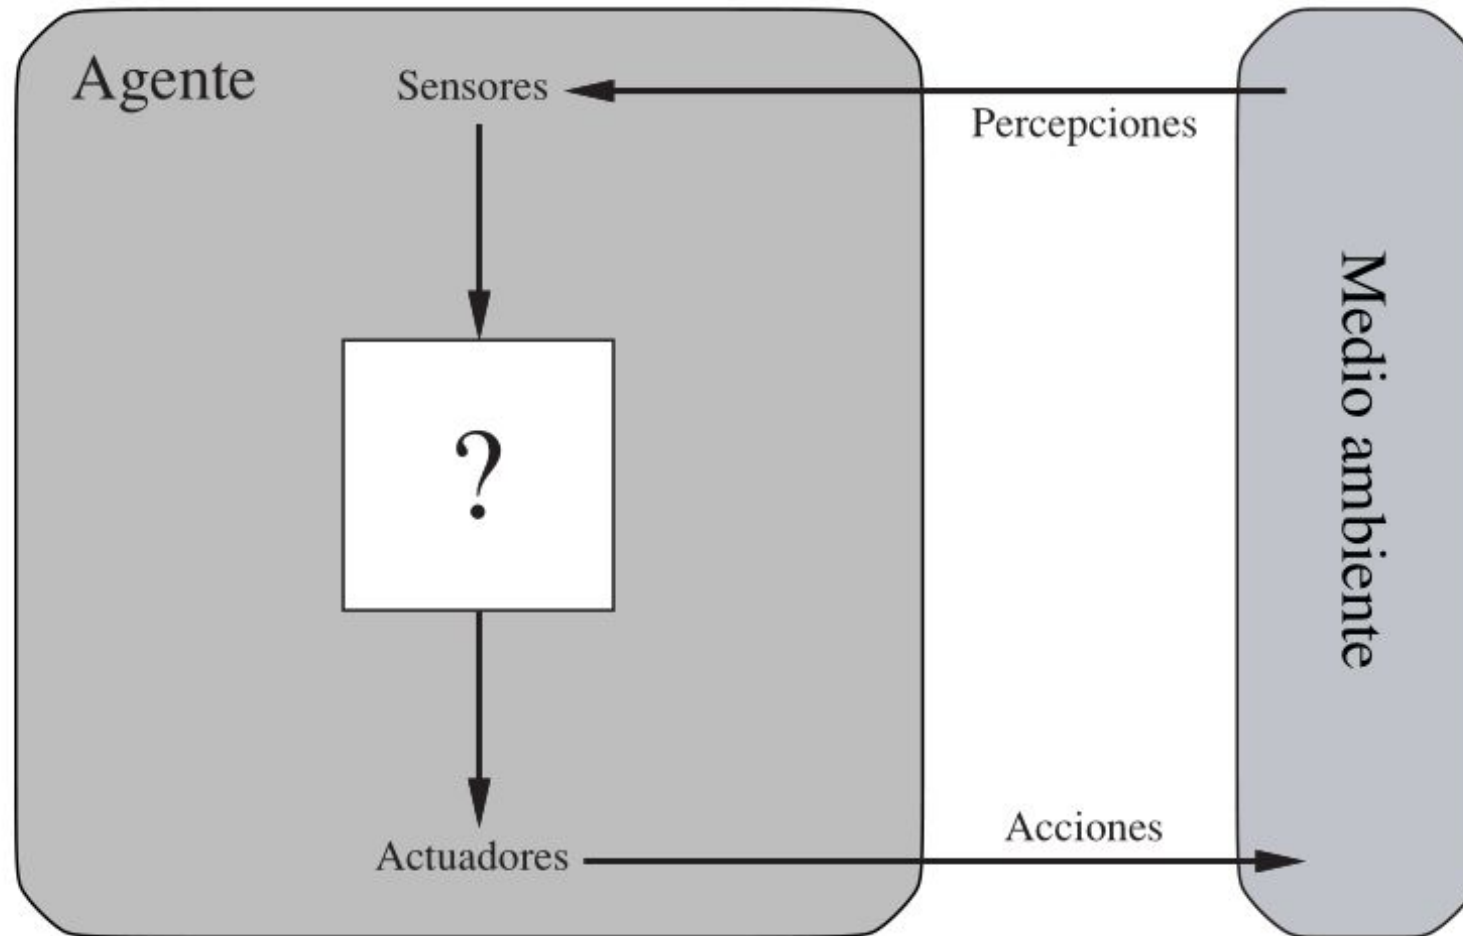 Agente
Sensores
Percepciones
?
Medio ambiente
Acciones
Actuadores